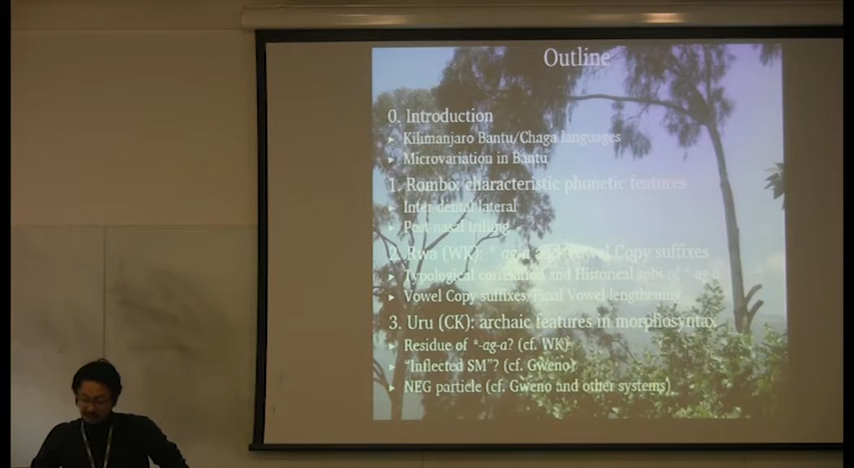 Outline
0. Introduction
Kilimanjaro Bantu/Chaga languages
Microvariation in Bantu
1. Rombo: characteristic phonetic features
Inter-dental lateral
Post-nasal trilling
2. Rwa (WK): *-ag-a and Vowel Copy suffixes
Typological correlation and Historical robs of *-ag-a
Vowel Copy suffixes/Final Vowel lengthening
3. Uru (CK): archaic features in morphosyntax
Residue of *-ag-a? (cf. WK)
"Inflected SM"? (cf. Gweno)
NEG particle (cf. Gweno and other systems)